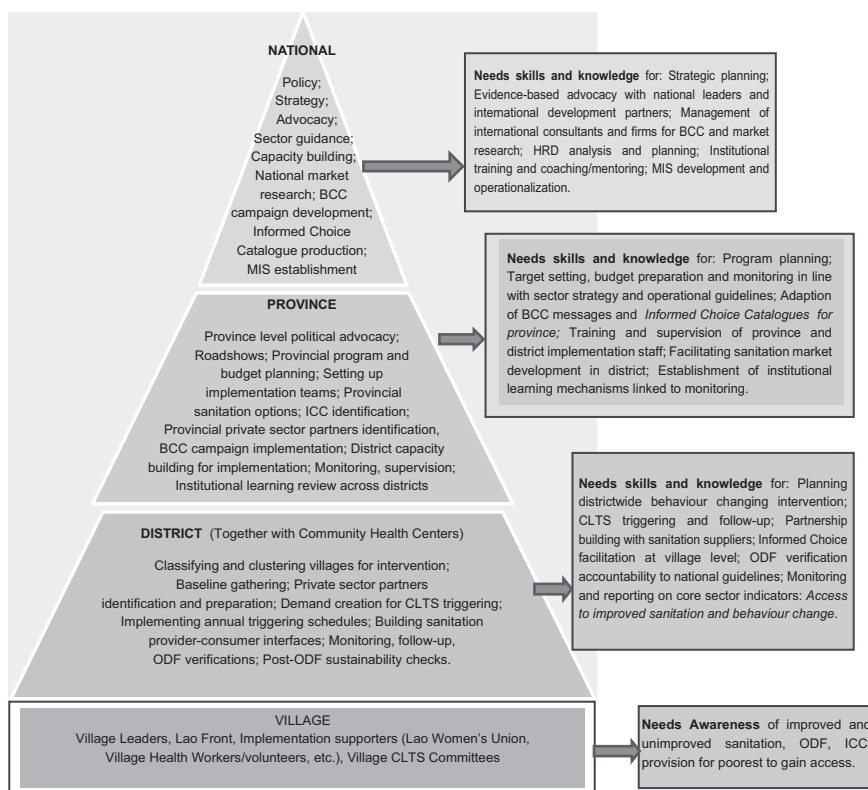 NATIONAL
Policy;
Strategy;
Advocacy;
Sector guidance;
Capacity building;
National market
research; BCC
campaign development;
Informed Choice
Catalogue production;
MIS establishment
Needs skills and knowledge for: Strategic planning;
Evidence-based advocacy with national leaders and
international development partners; Management of
international consultants and firms for BCC and market
research; HRD analysis and planning; Institutional
training and coaching/mentoring; MIS development and
operationalization.
PROVINCE
Province level political advocacy;
Roadshows; Provincial program and
budget planning; Setting up
implementation teams; Provincial
sanitation options; ICC identification;
Provincial private sector partners identification,
BCC campaign implementation; District capacity
building for implementation; Monitoring, supervision;
Institutional learning review across districts
Needs skills and knowledge for: Program planning;
Target setting, budget preparation and monitoring in line
with sector strategy and operational guidelines; Adaption
of BCC messages and Informed Choice Catalogues for
province; Training and supervision of province and
district implementation staff; Facilitating sanitation market
development in district; Establishment of institutional
learning mechanisms linked to monitoring.
DISTRICT (Together with Community Health Centers)
Classifying and clustering villages for intervention;
Baseline gathering; Private sector partners
identification and preparation; Demand creation for CLTS triggering;
Implementing annual triggering schedules; Building sanitation
provider-consumer interfaces; Monitoring, follow-up,
ODF verifications; Post-ODF sustainability checks.
Needs skills and knowledge for: Planning
districtwide behaviour changing intervention;
CLTS triggering and follow-up; Partnership
building with sanitation suppliers; Informed Choice
facilitation at village level; ODF verification
accountability to national guidelines; Monitoring
and reporting on core sector indicators: Access
to improved sanitation and behaviour change.
VILLAGE
Village Leaders, Lao Front, Implementation supporters (Lao Women's Union,
Village Health Workers/volunteers, etc.), Village CLTS Committees
Needs Awareness of improved and
unimproved sanitation, ODF, ICC,
provision for poorest to gain access.